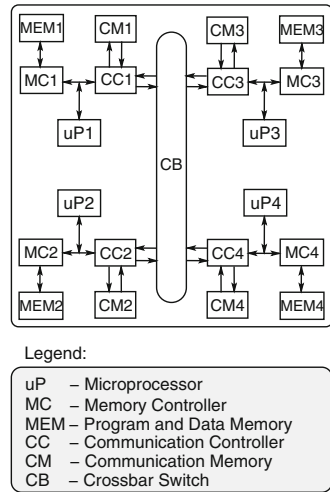 MEM1 CM1 CM3 MEM3
MC1 CC1 CC3 MC3
uP1 uP3
CB
uP2 uP4
MC2 CC2 CC4 MC4
MEM2 CM2 CM4 MEM4
Legend:
uP – Microprocessor
MC – Memory Controller
MEM – Program and Data Memory
CC – Communication Controller
CM – Communication Memory
CB – Crossbar Switch